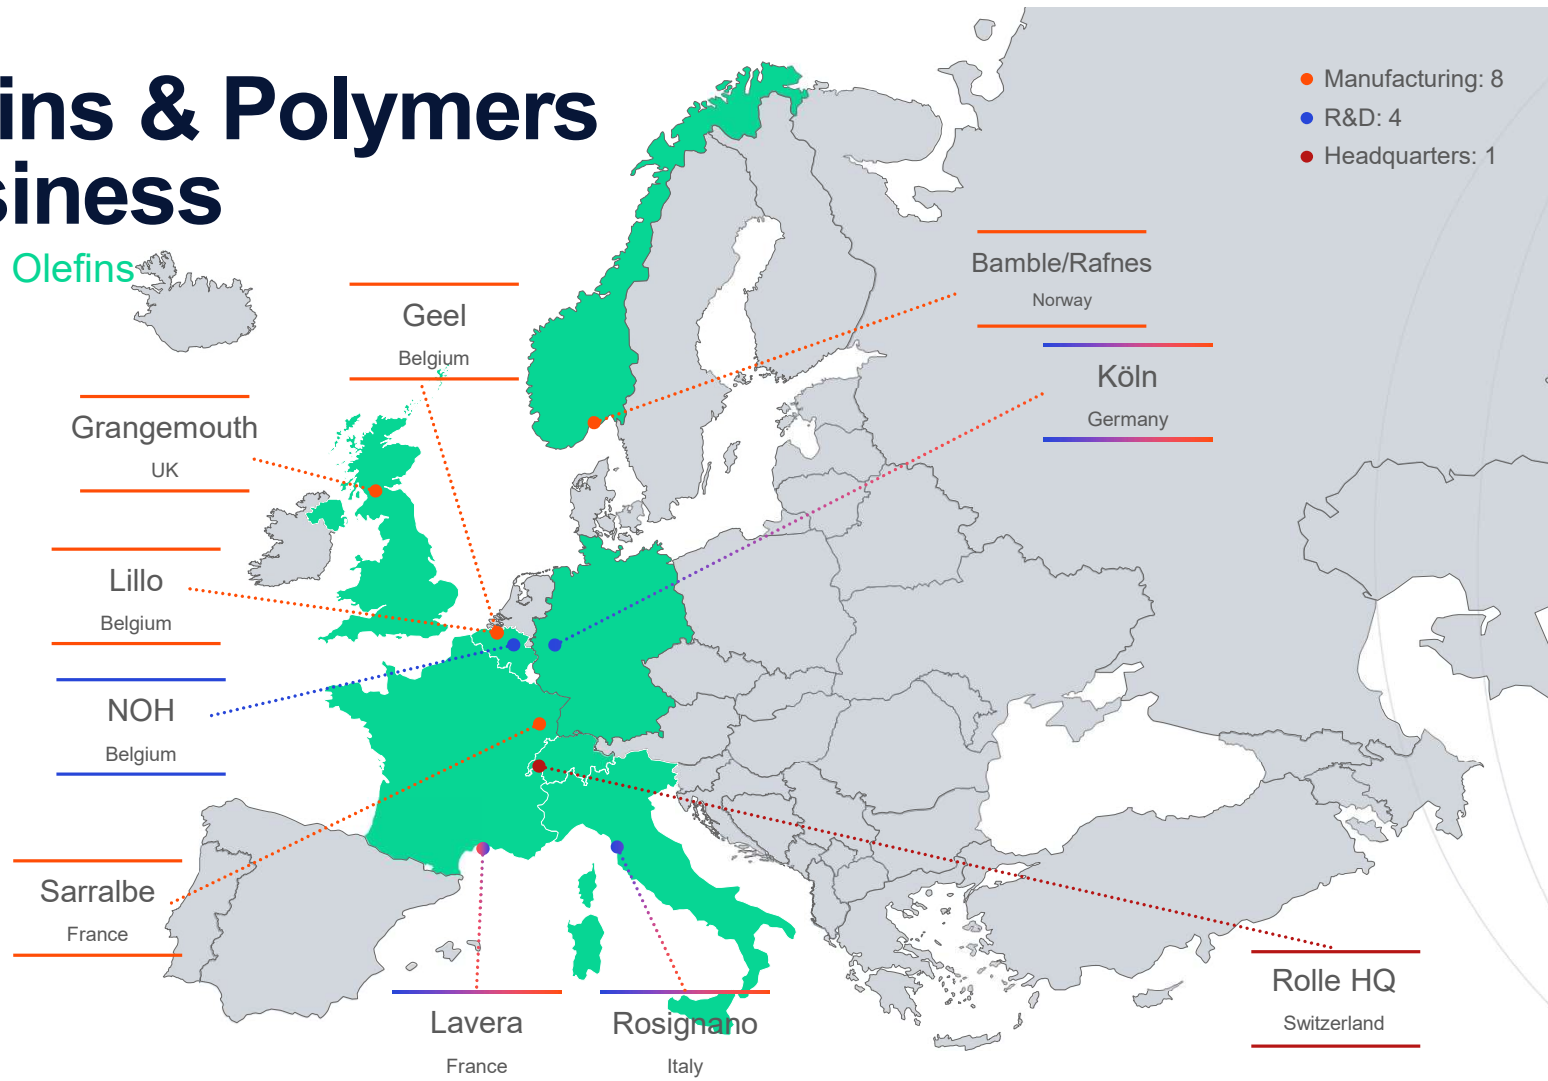 ins & Polymers
siness
Olefins
Manufacturing: 8
R&D: 4
Headquarters: 1
Bamble/Rafnes
Norway
Geel
Belgium
Köln
Germany
Grangemouth
UK
Lillo
Belgium
NOH
Belgium
Sarralbe
France
Lavera
France
Rosignano
Italy
Rolle HQ
Switzerland